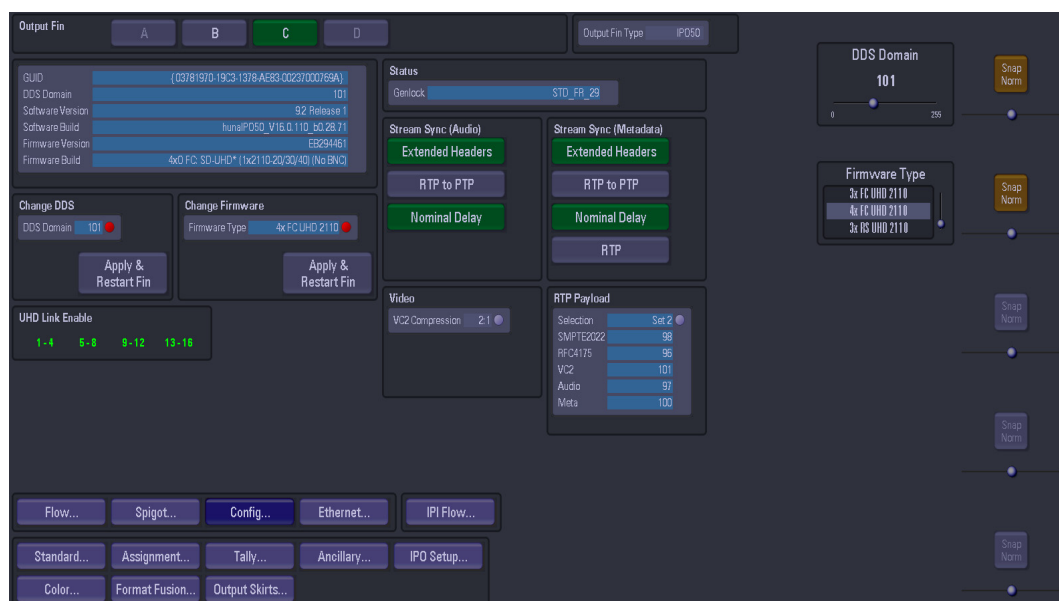 Output Fin
A
B
C
D
Output Fin Type IPO50
GUID {03781970-19C3-1378-AE83-00237000769A}
DDS Domain 101
Software Version 9.2 Release 1
Software Build hunaIPO50_V16.0.110_b0.28.71
Firmware Version EB294461
Firmware Build 4xO FC: SD-UHD* (1x2110-20/30/40) (No BNC)
Status
Genlock STD_FR_29
Stream Sync (Audio)
Extended Headers
RTP to PTP
Nominal Delay
Stream Sync (Metadata)
Extended Headers
RTP to PTP
Nominal Delay
RTP
Change DDS
DDS Domain 101
Apply &
Restart Fin
Change Firmware
Firmware Type 4x FC UHD 2110
Apply &
Restart Fin
UHD Link Enable
1-4 5-8 9-12 13-16
Video
VC2 Compression 2:1
RTP Payload
Selection Set 2
SMPTE2022 98
RFC4175 96
VC2 101
Audio 97
Meta 100
DDS Domain
101
0 255
Firmware Type
3x FC UHD 2110
4x FC UHD 2110
3x RS UHD 2110
Snap
Norm
Snap
Norm
Snap
Norm
Snap
Norm
Snap
Norm
Flow...
Spigot...
Config...
Ethernet...
IPI Flow...
Standard...
Assignment...
Tally...
Ancillary...
IPO Setup...
Color...
Format Fusion...
Output Skirts...